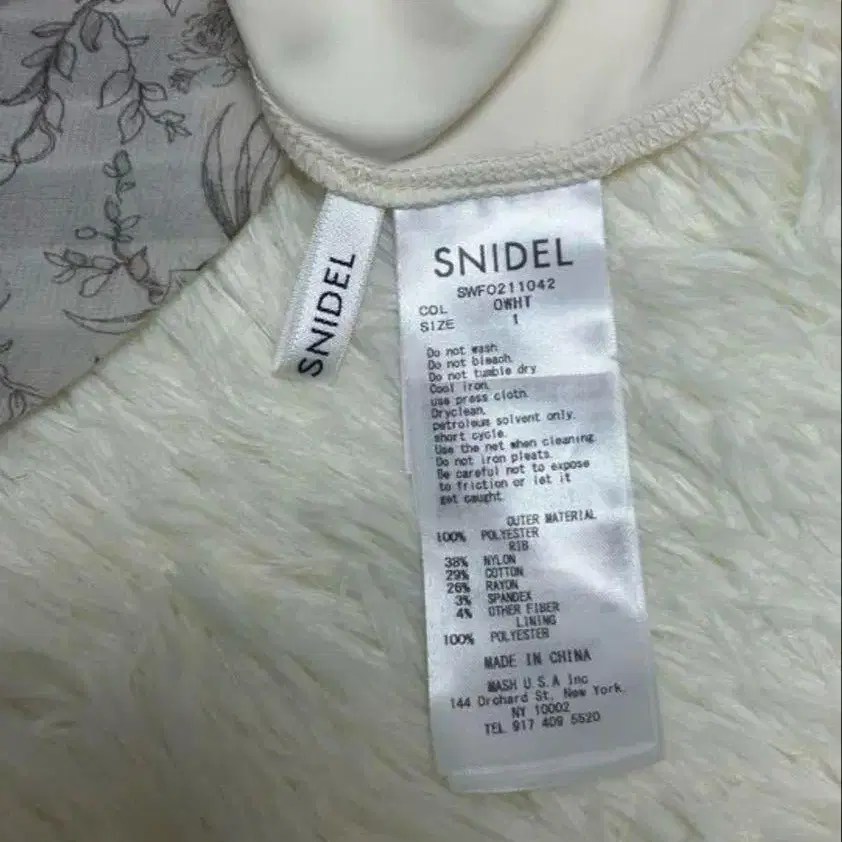 SNIDEL
SNIDEL
SWFO211042
COL OWHT
SIZE 1
Do not wash.
Do not bleach.
Do not tumble dry
Cool iron.
use press cloth.
Dryclean.
petroleum solvent only.
short cycle.
Use the net when cleaning.
Do not iron pleats.
Be careful not to expose
to friction or let it
get caught.
OUTER MATERIAL
100% POLYESTER
RIB
38% NYLON
29% COTTON
26% RAYON
3% SPANDEX
4% OTHER FIBER
LINING
100% POLYESTER
MADE IN CHINA
MASH U.S.A Inc
144 Orchard St, New York,
NY 10002
TEL 917 409 5520